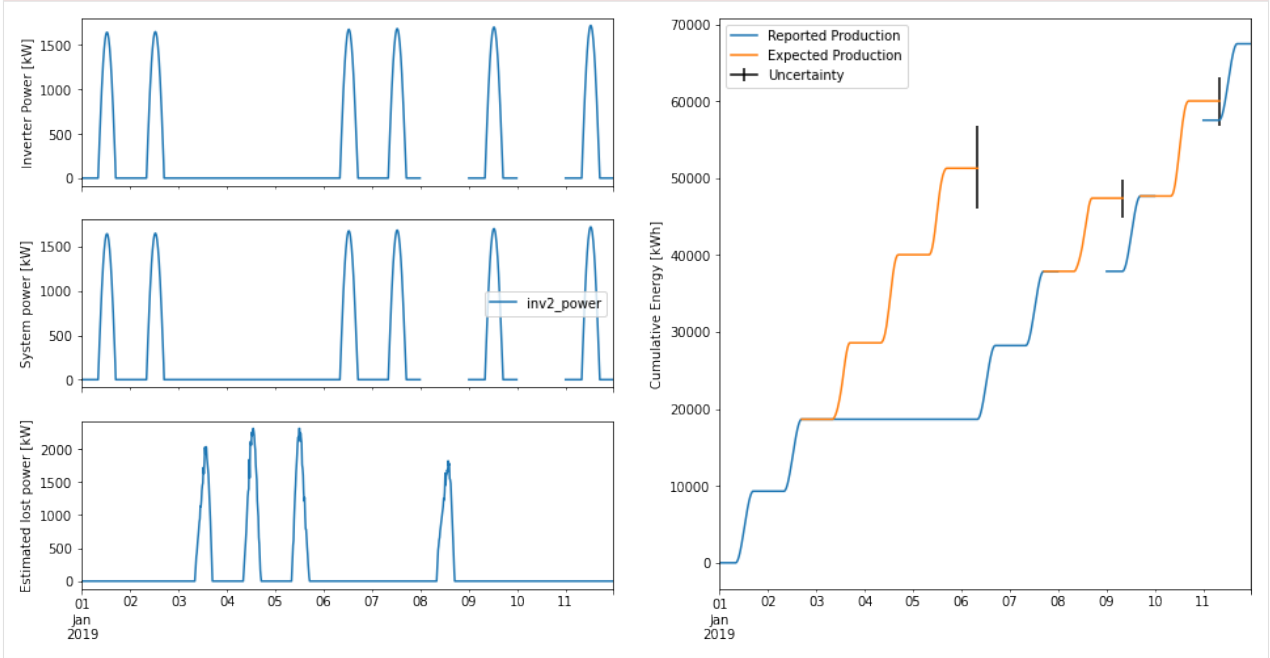 Inverter Power [kW]
1500
1000
500
0
System power [kW]
1500
1000
500
0
inv2_power
Estimated lost power [kW]
2000
1500
1000
500
0
01 02 03 04 05 06 07 08 09 10 11
Jan
2019
Cumulative Energy [kWh]
70000
60000
50000
40000
30000
20000
10000
0
Reported Production
Expected Production
Uncertainty
01 02 03 04 05 06 07 08 09 10 11
Jan
2019